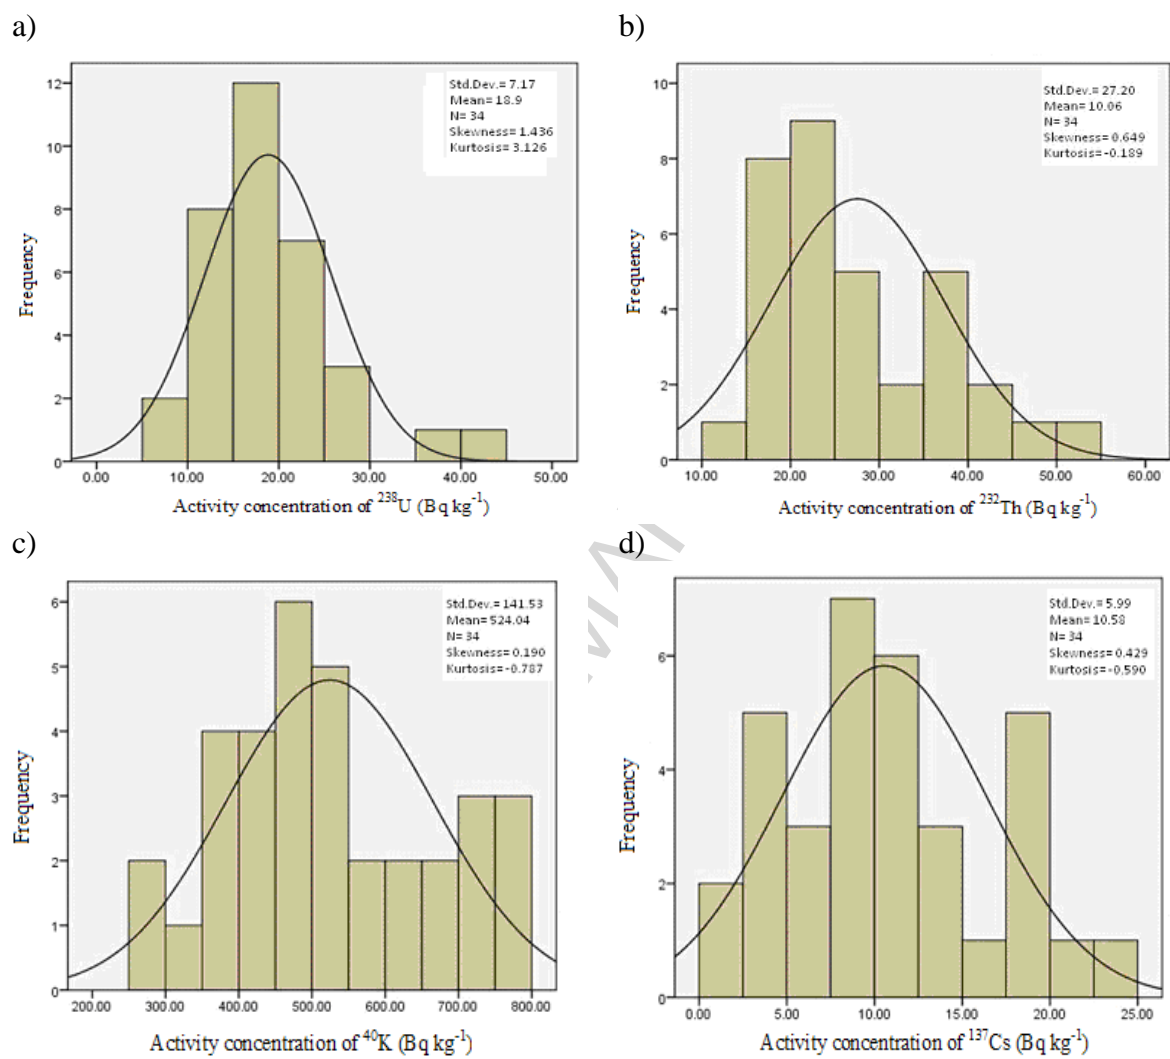 a)
Std.Dev.= 7.17
Mean= 18.9
N= 34
Skewness= 1.436
Kurtosis= 3.126
12
10
8
6
4
2
0
Frequency
0.00 10.00 20.00 30.00 40.00 50.00
Activity concentration of ²³⁸U (Bq kg⁻¹)
b)
Std.Dev.= 27.20
Mean= 10.06
N= 34
Skewness= 0.649
Kurtosis= -0.189
10
8
6
4
2
0
Frequency
10.00 20.00 30.00 40.00 50.00 60.00
Activity concentration of ²³²Th (Bq kg⁻¹)
c)
Std.Dev.= 141.53
Mean= 524.04
N= 34
Skewness= 0.190
Kurtosis= -0.787
6
5
4
3
2
1
0
Frequency
200.00 300.00 400.00 500.00 600.00 700.00 800.00
Activity concentration of ⁴⁰K (Bq kg⁻¹)
d)
Std.Dev.= 5.99
Mean= 10.58
N= 34
Skewness= 0.429
Kurtosis= -0.590
6
4
2
0
Frequency
0.00 5.00 10.00 15.00 20.00 25.00
Activity concentration of ¹³⁷Cs (Bq kg⁻¹)